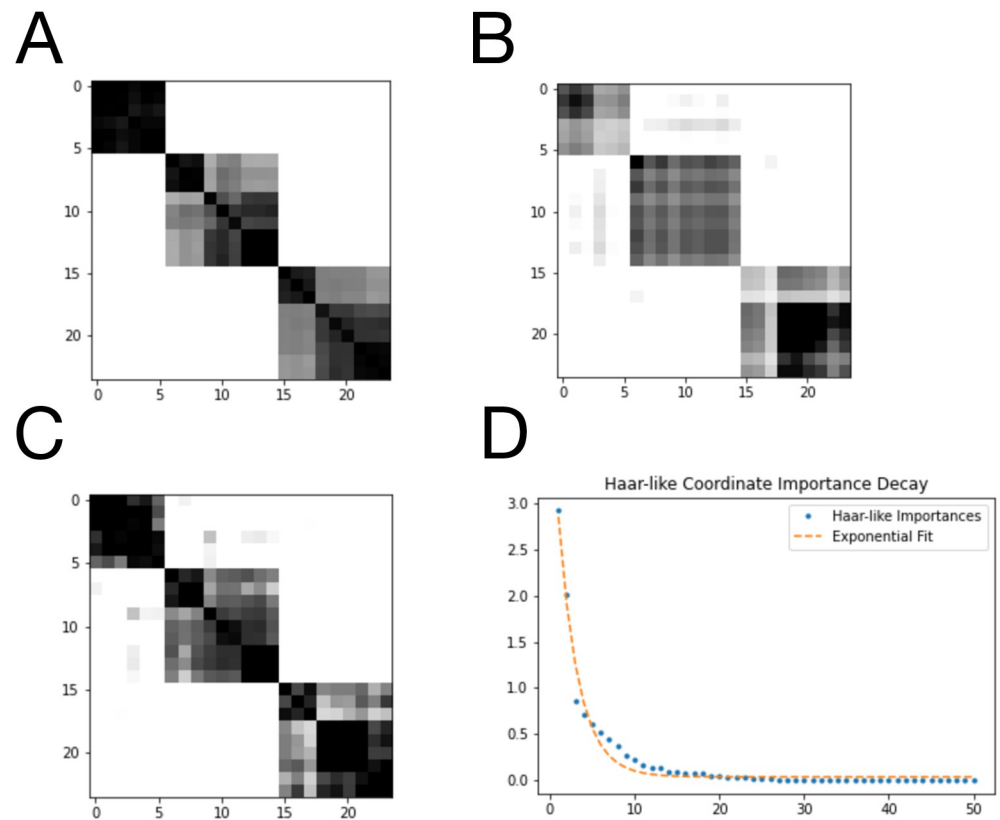 A
0
5
10
15
20
0 5 10 15 20
B
0
5
10
15
20
0 5 10 15 20
C
0
5
10
15
20
0 5 10 15 20
D
Haar-like Coordinate Importance Decay
3.0
2.5
2.0
1.5
1.0
0.5
0.0
Haar-like Importances
Exponential Fit
0 10 20 30 40 50